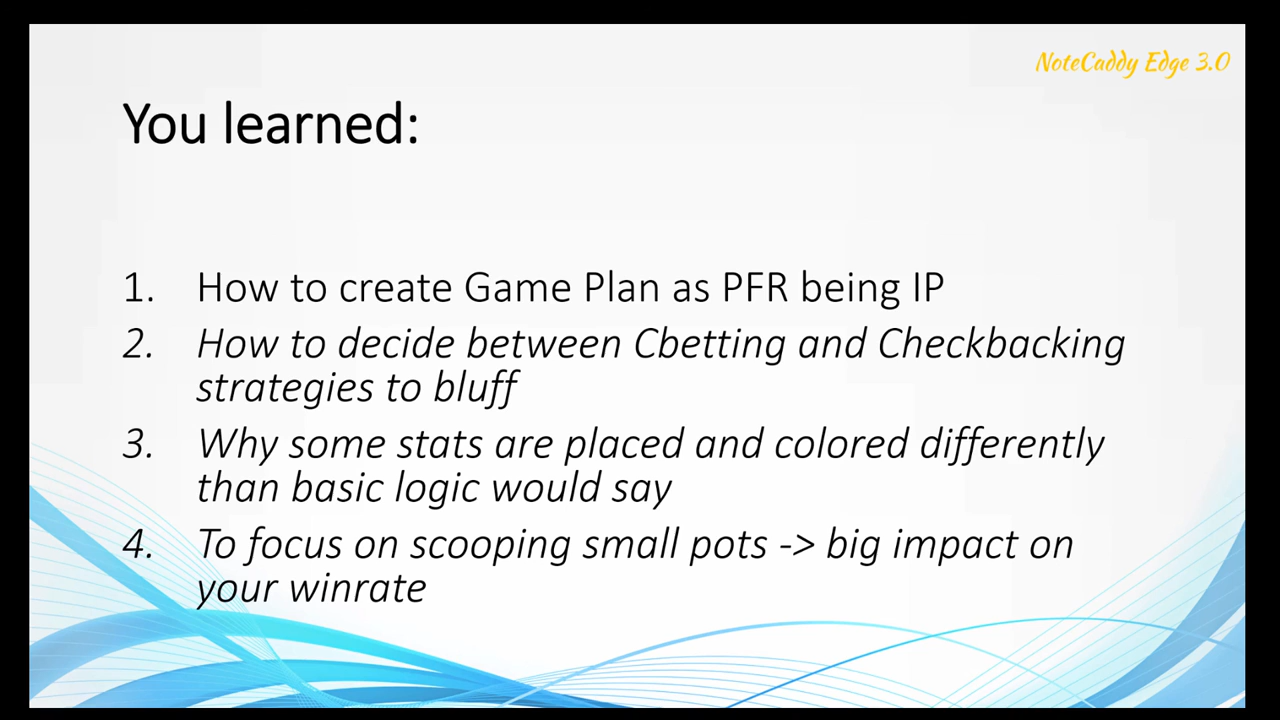 NoteCaddy Edge 3.0
You learned:
1. How to create Game Plan as PFR being IP
2. How to decide between Cbetting and Checkbacking
strategies to bluff
3. Why some stats are placed and colored differently
than basic logic would say
4. To focus on scooping small pots -> big impact on
your winrate